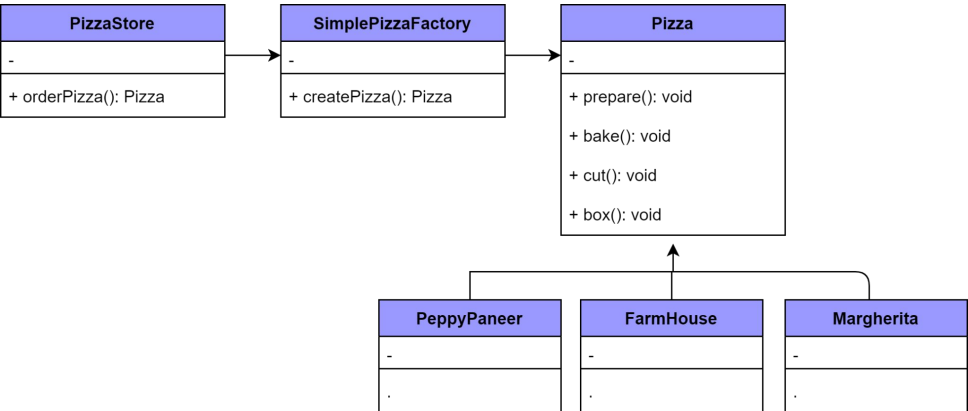 PizzaStore
-
+ orderPizza(): Pizza
SimplePizzaFactory
-
+ createPizza(): Pizza
Pizza
-
+ prepare(): void
+ bake(): void
+ cut(): void
+ box(): void
PeppyPaneer
-
.
FarmHouse
-
.
Margherita
-
.